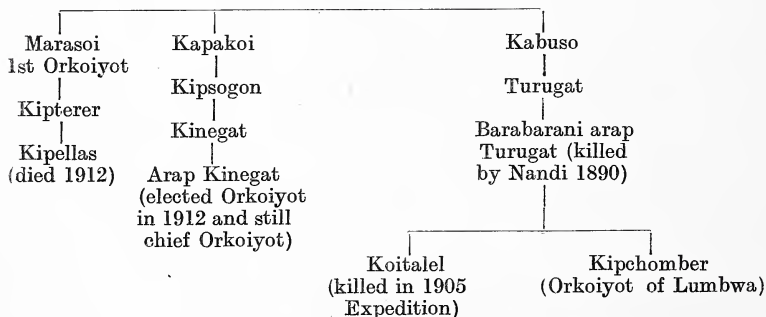 Marasoi
1st Orkoiyot
Kipterer
Kipellas
(died 1912)
Kapakoi
Kipsogon
Kinegat
Arap Kinegat
(elected Orkoiyot
in 1912 and still
chief Orkoiyot)
Kabuso
Turugat
Barabarani arap
Turugat (killed
by Nandi 1890)
Koitalel
(killed in 1905
Expedition)
Kipchomber
(Orkoiyot of Lumbwa)